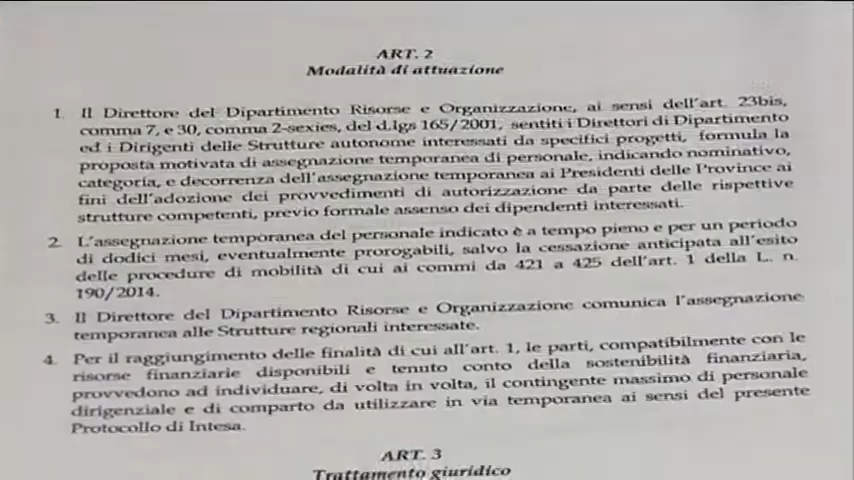 ART. 2
Modalità di attuazione
1. Il Direttore del Dipartimento Risorse e Organizzazione, ai sensi dell'art. 23bis,
comma 7, e 30, comma 2-sexies, del d.lgs 165/2001, sentiti i Direttori di Dipartimento
ed i Dirigenti delle Strutture autonome interessati da specifici progetti, formula la
proposta motivata di assegnazione temporanea di personale, indicando nominativo,
categoria, e decorrenza dell'assegnazione temporanea ai Presidenti delle Province ai
fini dell'adozione dei provvedimenti di autorizzazione da parte delle rispettive
strutture competenti, previo formale assenso dei dipendenti interessati.
2. L'assegnazione temporanea del personale indicato è a tempo pieno e per un periodo
di dodici mesi, eventualmente prorogabili, salvo la cessazione anticipata all'esito
delle procedure di mobilità di cui ai commi da 421 a 425 dell'art. 1 della L. n.
190/2014.
3. Il Direttore del Dipartimento Risorse e Organizzazione comunica l'assegnazione
temporanea alle Strutture regionali interessate.
4. Per il raggiungimento delle finalità di cui all'art. 1, le parti, compatibilmente con le
risorse finanziarie disponibili e tenuto conto della sostenibilità finanziaria,
provvedono ad individuare, di volta in volta, il contingente massimo di personale
dirigenziale e di comparto da utilizzare in via temporanea ai sensi del presente
Protocollo di Intesa.
ART. 3
Trattamento giuridico